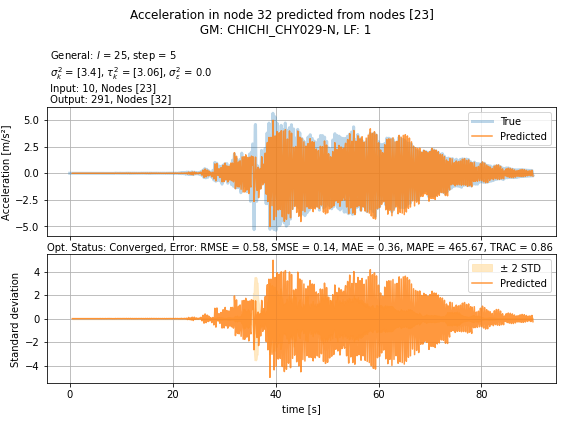 Acceleration in node 32 predicted from nodes [23]
GM: CHICHI_CHY029-N, LF: 1
General: l = 25, step = 5
σ²ₖ = [3.4], τ²ₖ = [3.06], σ²ε = 0.0
Input: 10, Nodes [23]
Output: 291, Nodes [32]
Acceleration [m/s²]
5.0
2.5
0.0
−2.5
−5.0
True
Predicted
Opt. Status: Converged, Error: RMSE = 0.58, SMSE = 0.14, MAE = 0.36, MAPE = 465.67, TRAC = 0.86
Standard deviation
4
2
0
−2
−4
± 2 STD
Predicted
0 20 40 60 80
time [s]